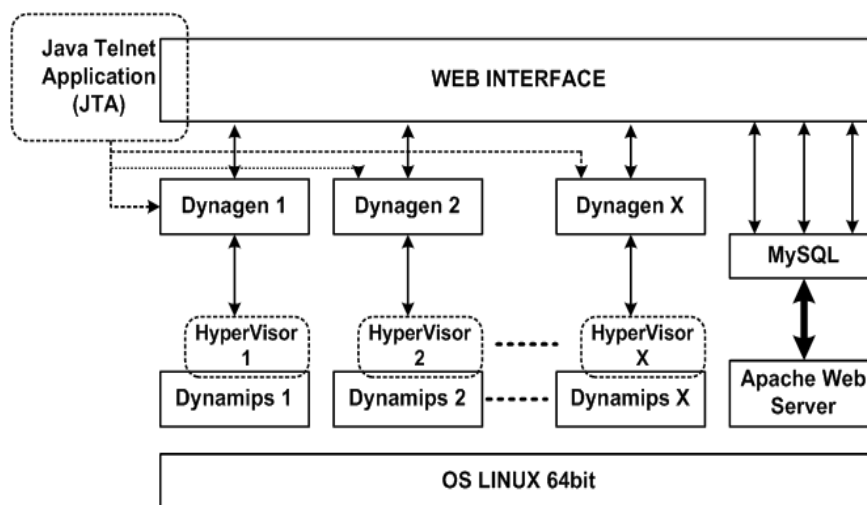 Java Telnet
Application
(JTA)
WEB INTERFACE
Dynagen 1
Dynagen 2
Dynagen X
MySQL
HyperVisor
1
HyperVisor
2
HyperVisor
X
Dynamips 1
Dynamips 2
Dynamips X
Apache Web
Server
OS LINUX 64bit